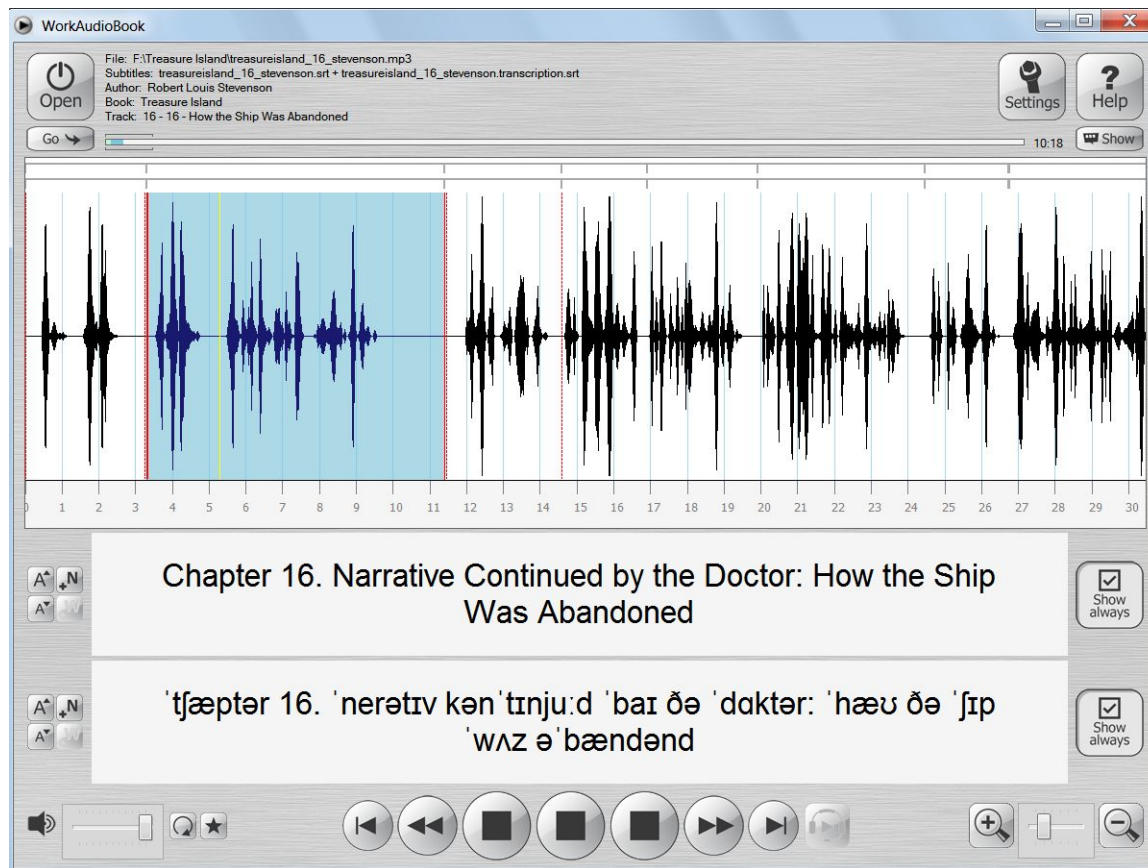 WorkAudioBook
File: F:\Treasure Island\treasureisland_16_stevenson.mp3
Subtitles: treasureisland_16_stevenson.srt + treasureisland_16_stevenson.transcription.srt
Author: Robert Louis Stevenson
Book: Treasure Island
Track: 16 - 16 - How the Ship Was Abandoned
Open
Settings
? Help
Go
10:18
Show
0 1 2 3 4 5 6 7 8 9 10 11 12 13 14 15 16 17 18 19 20 21 22 23 24 25 26 27 28 29 30
A +N
A
Chapter 16. Narrative Continued by the Doctor: How the Ship
Was Abandoned
Show
always
A +N
A
ˈtʃæptər 16. ˈnerətɪv kənˈtɪnjuːd ˈbaɪ ðə ˈdɑktər: ˈhæʊ ðə ˈʃɪp
ˈwʌz əˈbændənd
Show
always